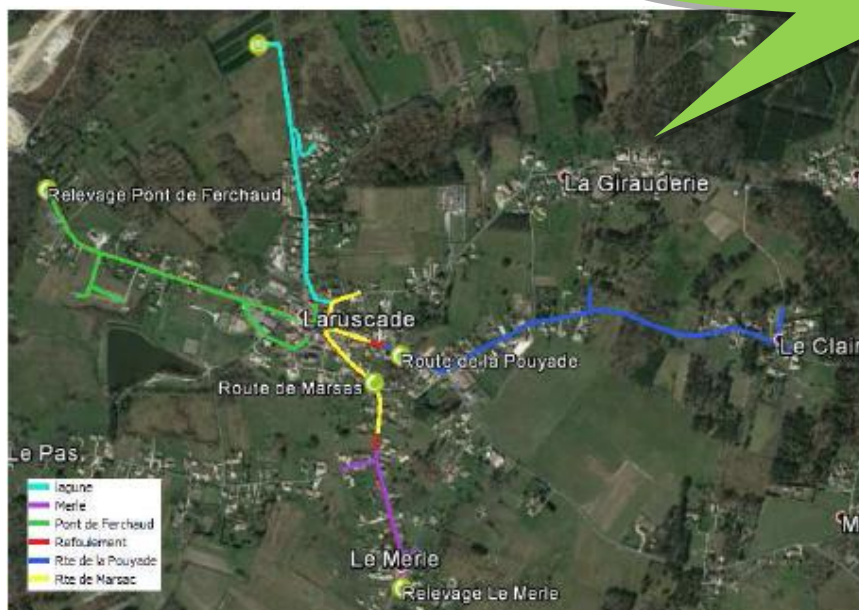 Relevage Pont de Ferchaud
La Girauderie
Laruscade
Route de la Pouyade
Le Clair
Route de Marsas
Le Pas
lagune
Merle
Pont de Ferchaud
Refoulement
Rte de la Pouyade
Rte de Marsac
M
Le Merle
Relevage Le Merle